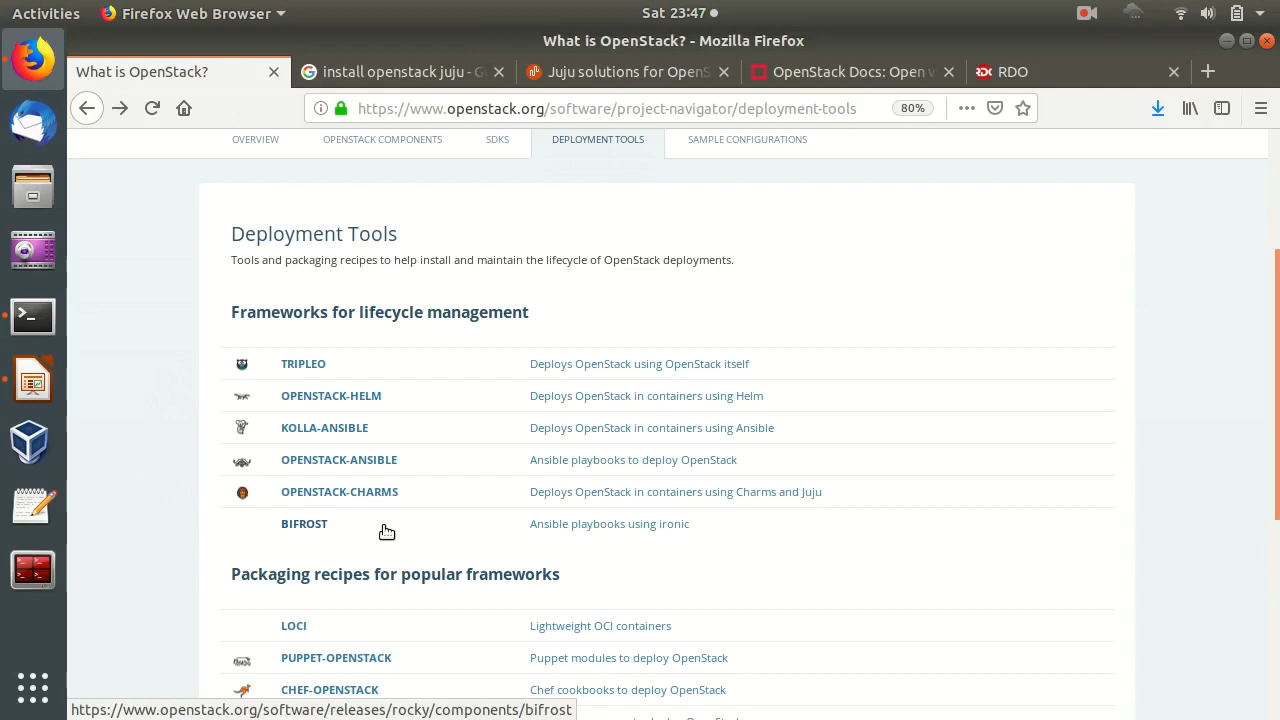 Activities Firefox Web Browser Sat 23:47
What is OpenStack? - Mozilla Firefox
What is OpenStack? install openstack juju - G Juju solutions for OpenS OpenStack Docs: Open RDO
https://www.openstack.org/software/project-navigator/deployment-tools 80%
OVERVIEW OPENSTACK COMPONENTS SDKS DEPLOYMENT TOOLS SAMPLE CONFIGURATIONS
Deployment Tools
Tools and packaging recipes to help install and maintain the lifecycle of OpenStack deployments.
Frameworks for lifecycle management
TRIPLEO Deploys OpenStack using OpenStack itself
OPENSTACK-HELM Deploys OpenStack in containers using Helm
KOLLA-ANSIBLE Deploys OpenStack in containers using Ansible
OPENSTACK-ANSIBLE Ansible playbooks to deploy OpenStack
OPENSTACK-CHARMS Deploys OpenStack in containers using Charms and Juju
BIFROST Ansible playbooks using ironic
Packaging recipes for popular frameworks
LOCI Lightweight OCI containers
PUPPET-OPENSTACK Puppet modules to deploy OpenStack
CHEF-OPENSTACK Chef cookbooks to deploy OpenStack
https://www.openstack.org/software/releases/rocky/components/bifrost